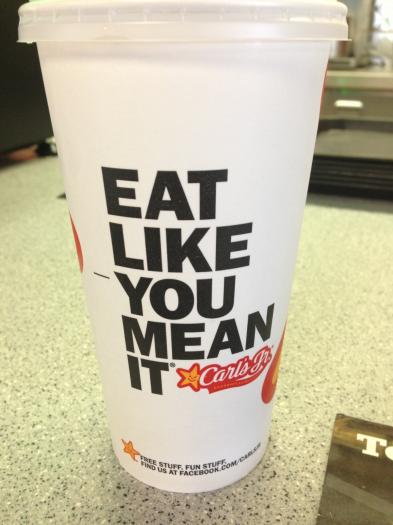 EAT
LIKE
YOU
MEAN
IT® Carl's Jr.
FREE STUFF. FUN STUFF.
FIND US AT FACEBOOK.COM/CARLSJR